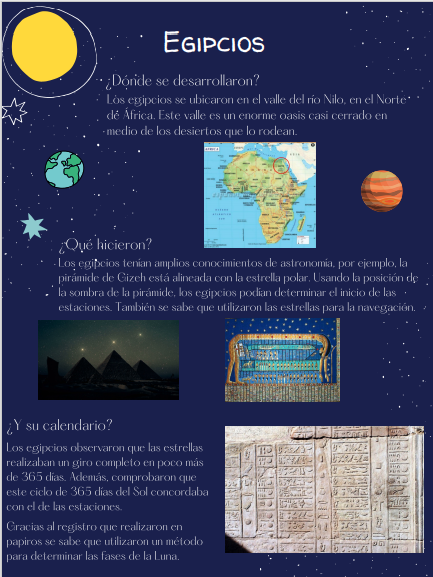 EGIPCIOS
¿Dónde se desarrollaron?
Los egipcios se ubicaron en el valle del río Nilo, en el Norte
de África. Este valle es un enorme oasis casi cerrado en
medio de los desiertos que lo rodean.
¿Qué hicieron?
Los egipcios tenían amplios conocimientos de astronomía, por ejemplo, la
pirámide de Gizeh está alineada con la estrella polar. Usando la posición de
la sombra de la pirámide, los egipcios podían determinar el inicio de las
estaciones. También se sabe que utilizaron las estrellas para la navegación.
¿Y su calendario?
Los egipcios observaron que las estrellas
realizaban un giro completo en poco más
de 365 días. Además, comprobaron que
este ciclo de 365 días del Sol concordaba
con el de las estaciones.
Gracias al registro que realizaron en
papiros se sabe que utilizaron un método
para determinar las fases de la Luna.